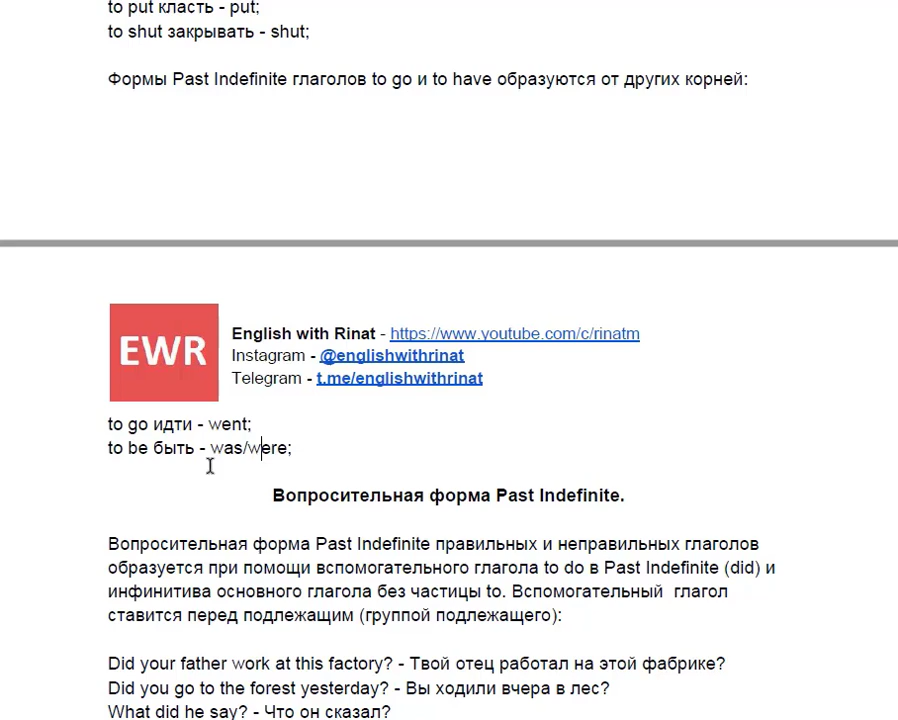 to put класть - put;
to shut закрывать - shut;
Формы Past Indefinite глаголов to go и to have образуются от других корней:
EWR
English with Rinat - https://www.youtube.com/c/rinatm
Instagram - @englishwithrinat
Telegram - t.me/englishwithrinat
to go идти - went;
to be быть - was/were;
Вопросительная форма Past Indefinite.
Вопросительная форма Past Indefinite правильных и неправильных глаголов
образуется при помощи вспомогательного глагола to do в Past Indefinite (did) и
инфинитива основного глагола без частицы to. Вспомогательный глагол
ставится перед подлежащим (группой подлежащего):
Did your father work at this factory? - Твой отец работал на этой фабрике?
Did you go to the forest yesterday? - Вы ходили вчера в лес?
What did he say? - Что он сказал?